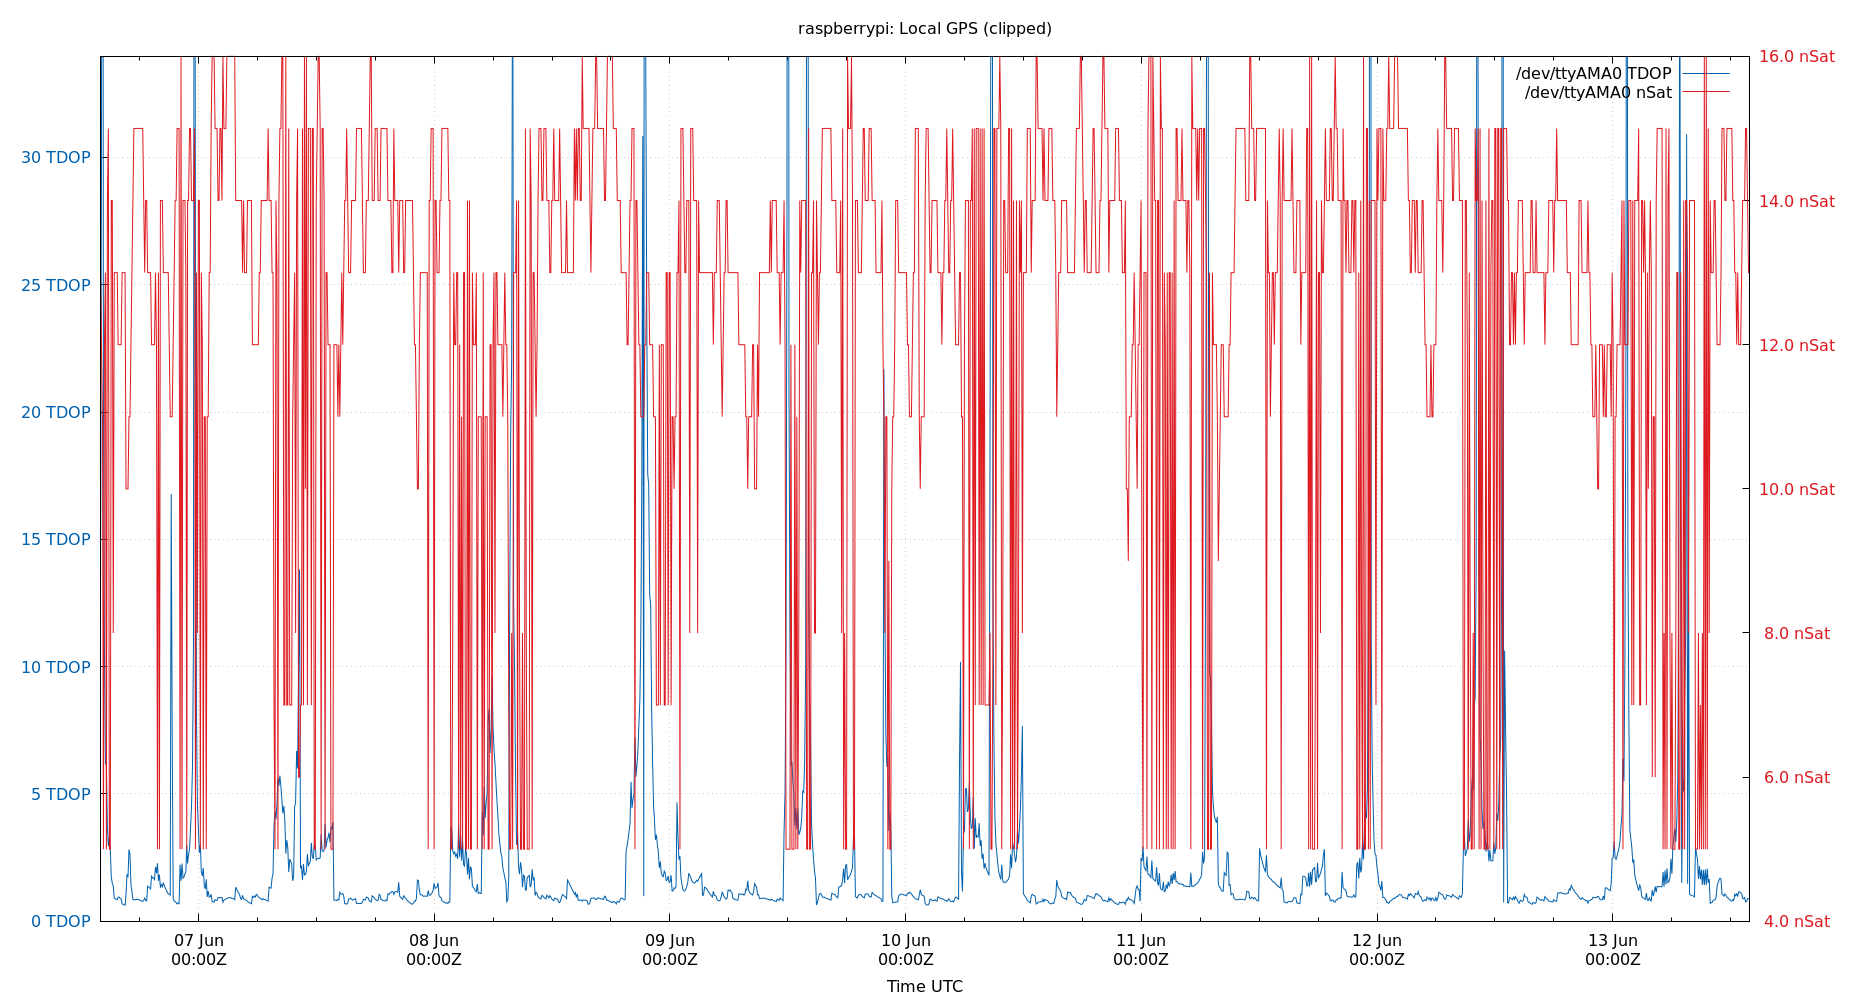 raspberrypi: Local GPS (clipped)
16.0 nSat
/dev/ttyAMA0 TDOP
/dev/ttyAMA0 nSat
30 TDOP
14.0 nSat
25 TDOP
12.0 nSat
20 TDOP
10.0 nSat
15 TDOP
8.0 nSat
10 TDOP
6.0 nSat
5 TDOP
0 TDOP
4.0 nSat
07 Jun 08 Jun 09 Jun 10 Jun 11 Jun 12 Jun 13 Jun
00:00Z 00:00Z 00:00Z 00:00Z 00:00Z 00:00Z 00:00Z
Time UTC